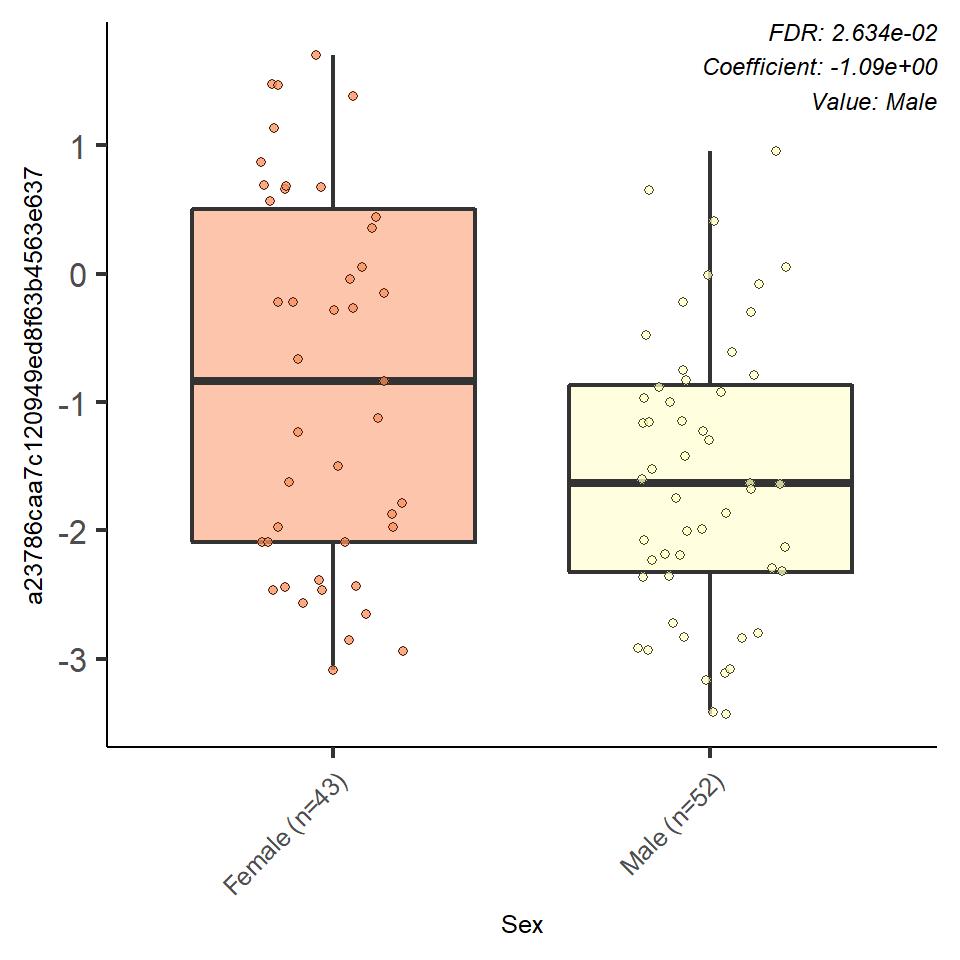 FDR: 2.634e-02
Coefficient: -1.09e+00
Value: Male
a23786caa7c120949ed8f63b4563e637
1
0
-1
-2
-3
Female (n=43)
Male (n=52)
Sex